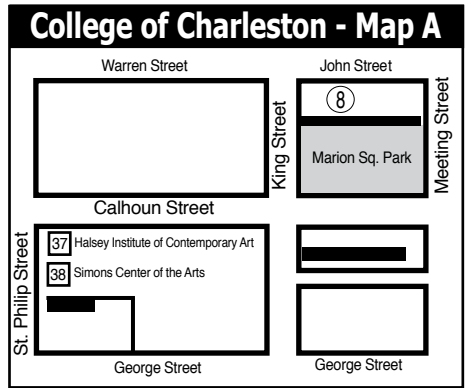 College of Charleston - Map A
Warren Street
John Street
8
King Street
Meeting Street
Marion Sq. Park
Calhoun Street
St. Philip Street
37 Halsey Institute of Contemporary Art
38 Simons Center of the Arts
George Street
George Street